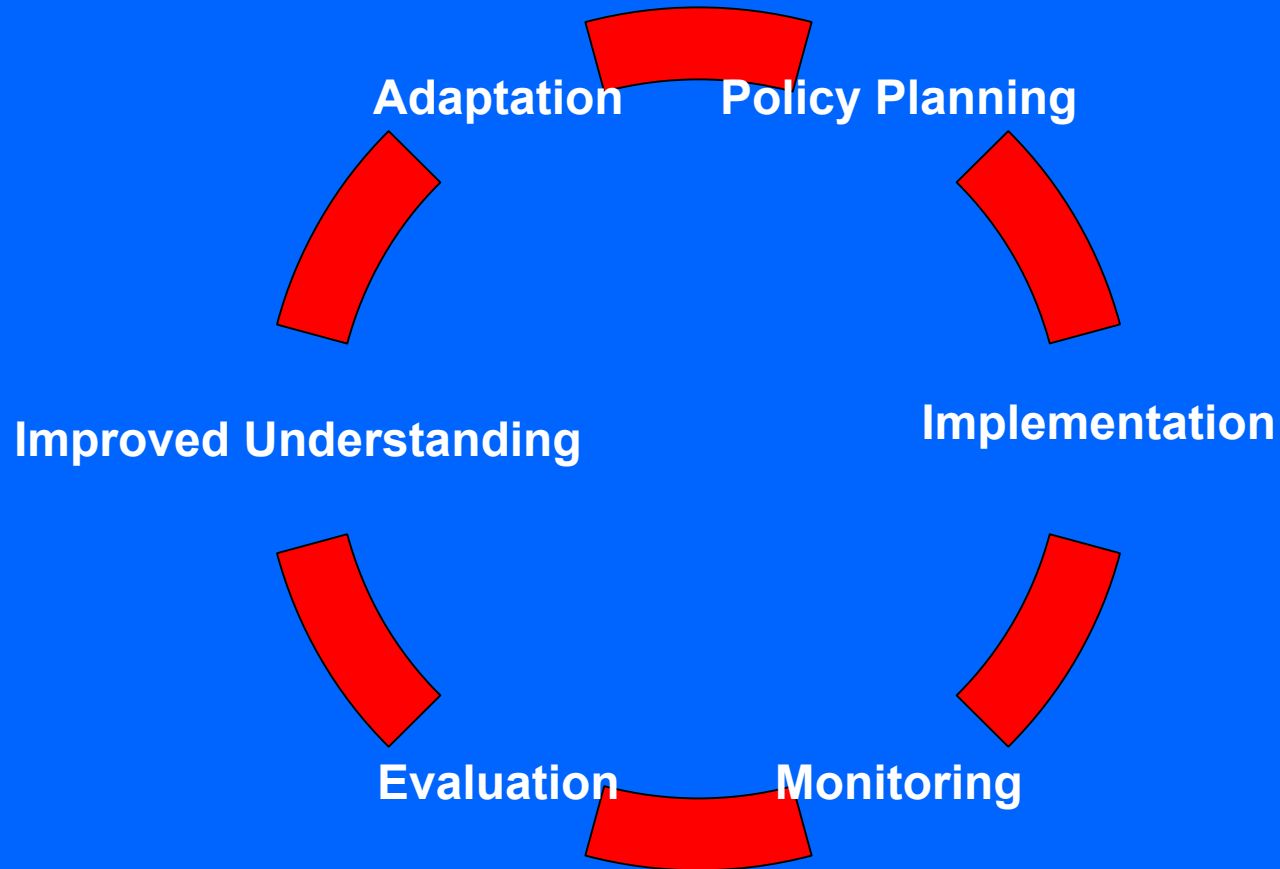 Adaptation
Policy Planning
Implementation
Improved Understanding
Evaluation
Monitoring